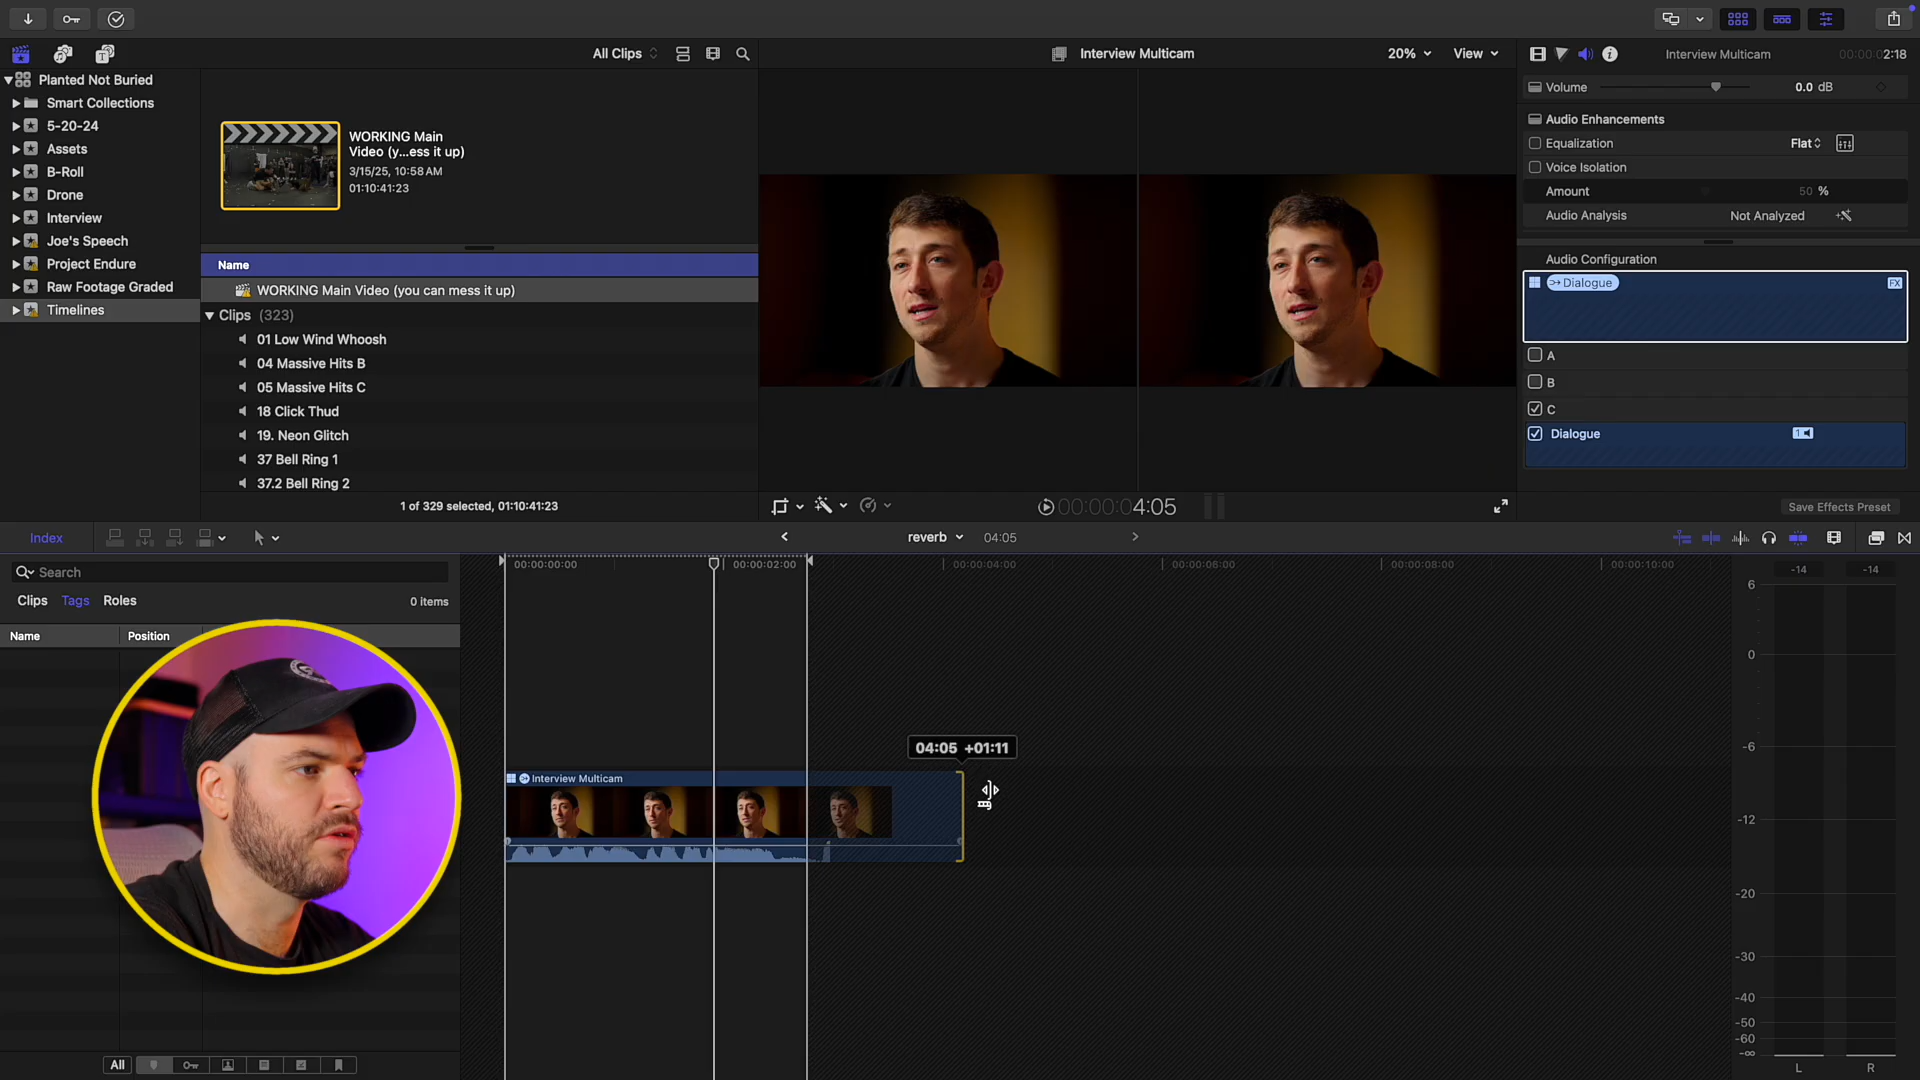 All Clips
Interview Multicam
20%
View
Interview Multicam
00:00:02:18
Planted Not Buried
Smart Collections
5-20-24
Assets
B-Roll
Drone
Interview
Joe's Speech
Project Endure
Raw Footage Graded
Timelines
WORKING Main
Video (y...ess it up)
3/15/25, 10:58 AM
01:10:41:23
Name
WORKING Main Video (you can mess it up)
Clips (323)
01 Low Wind Whoosh
04 Massive Hits B
05 Massive Hits C
18 Click Thud
19. Neon Glitch
37 Bell Ring 1
37.2 Bell Ring 2
1 of 329 selected, 01:10:41:23
00:00:04:05
Volume
0.0 dB
Audio Enhancements
Equalization
Flat
Voice Isolation
Amount
50 %
Audio Analysis
Not Analyzed
Audio Configuration
Dialogue
FX
A
B
C
Dialogue
1
Save Effects Preset
Index
reverb
04:05
Search
Clips
Tags
Roles
0 items
Name
Position
00:00:00:00
00:00:02:00
00:00:04:00
00:00:06:00
00:00:08:00
00:00:10:00
04:05 +01:11
Interview Multicam
-14
-14
6
0
-6
-12
-20
-30
-40
-50
-60
-∞
L
R
All